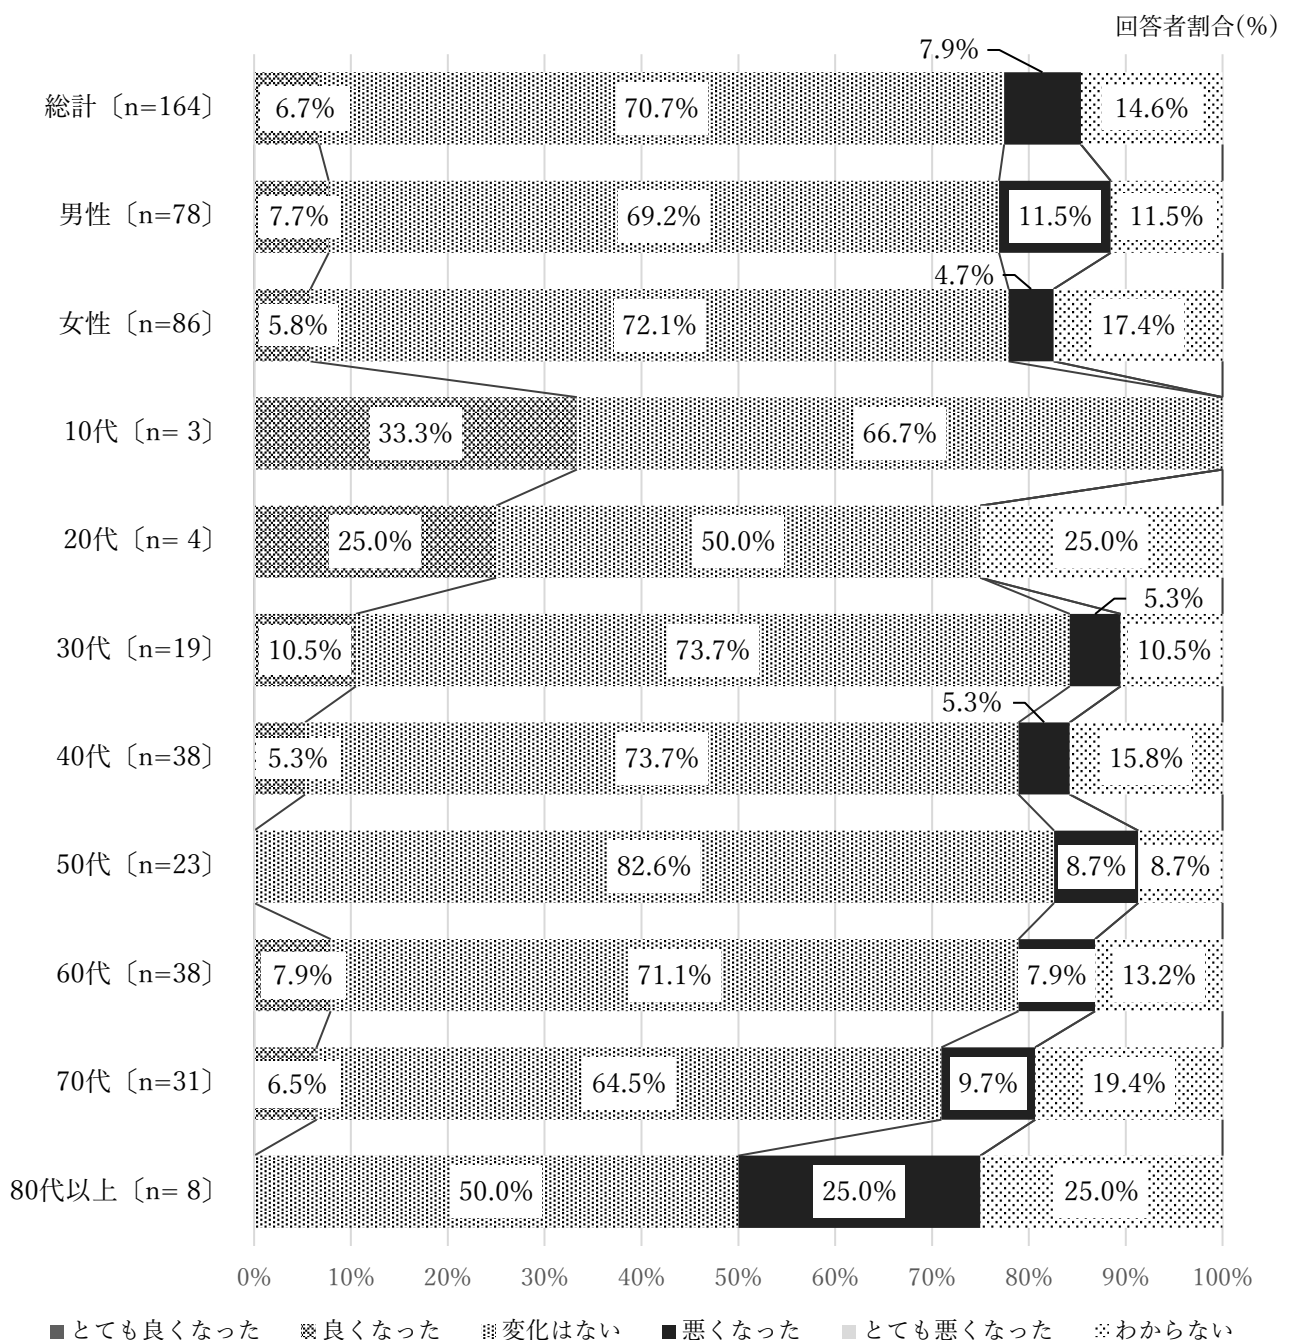 回答者割合(%)
7.9%
総計〔n=164〕 6.7% 70.7% 14.6%
男性〔n=78〕 7.7% 69.2% 11.5% 11.5%
4.7%
女性〔n=86〕 5.8% 72.1% 17.4%
10代〔n= 3〕 33.3% 66.7%
20代〔n= 4〕 25.0% 50.0% 25.0%
5.3%
30代〔n=19〕 10.5% 73.7% 10.5%
5.3%
40代〔n=38〕 5.3% 73.7% 15.8%
50代〔n=23〕 82.6% 8.7% 8.7%
60代〔n=38〕 7.9% 71.1% 7.9% 13.2%
70代〔n=31〕 6.5% 64.5% 9.7% 19.4%
80代以上〔n= 8〕 50.0% 25.0% 25.0%
0% 10% 20% 30% 40% 50% 60% 70% 80% 90% 100%
とても良くなった 良くなった 変化はない 悪くなった とても悪くなった わからない